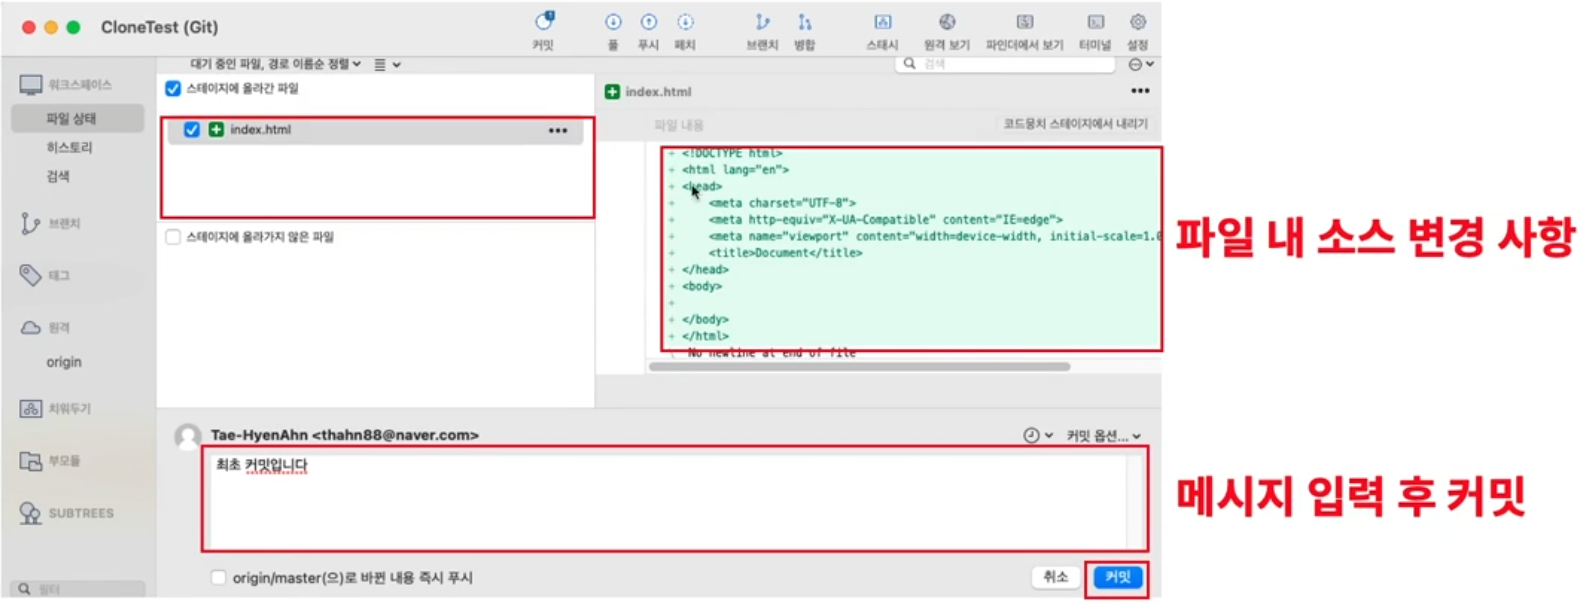 CloneTest (Git)
커밋
1
풀
푸시
페치
브랜치
병합
스태시
원격 보기
파인더에서 보기
터미널
설정
대기 중인 파일, 경로 이름순 정렬
검색
워크스페이스
파일 상태
히스토리
검색
브랜치
태그
원격
origin
치워두기
부모듈
SUBTREES
필터
스테이지에 올라간 파일
index.html
스테이지에 올라가지 않은 파일
index.html
파일 내용
코드뭉치 스테이지에서 내리기
+ <!DOCTYPE html>
+ <html lang="en">
+ <head>
+ <meta charset="UTF-8">
+ <meta http-equiv="X-UA-Compatible" content="IE=edge">
+ <meta name="viewport" content="width=device-width, initial-scale=1.0
+ <title>Document</title>
+ </head>
+ <body>
+
+ </body>
+ </html>
\ No newline at end of file
파일 내 소스 변경 사항
Tae-HyenAhn <thahn88@naver.com>
커밋 옵션...
최초 커밋입니다
메시지 입력 후 커밋
origin/master(으)로 바뀐 내용 즉시 푸시
취소
커밋